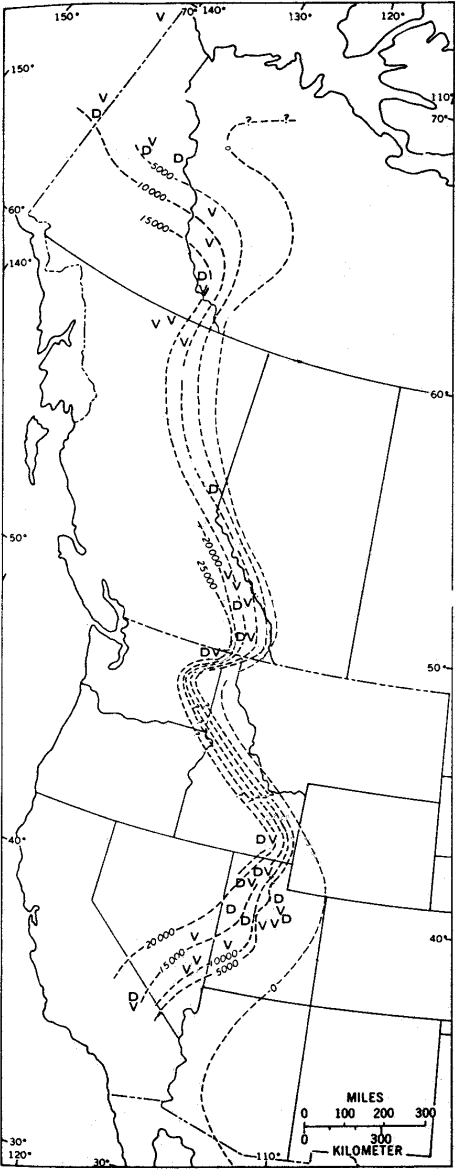 150° 70° 140° 130° 120°
V
150°
V
D
110°
70°
? ?
V
D D
0
5000
10000
15000
60°
V
V
140°
D
V
V V
V
60°
D
50°
20000
25000
V
V
D V
D V
D V
50°
40°
D V
D V
D V
D
D
D
V
V V D
40°
20000
V
V
15000
V
V
10000
5000
D
V
0
MILES
0 100 200 300
0 300
KILOMETER
30°
120° 30° 110°